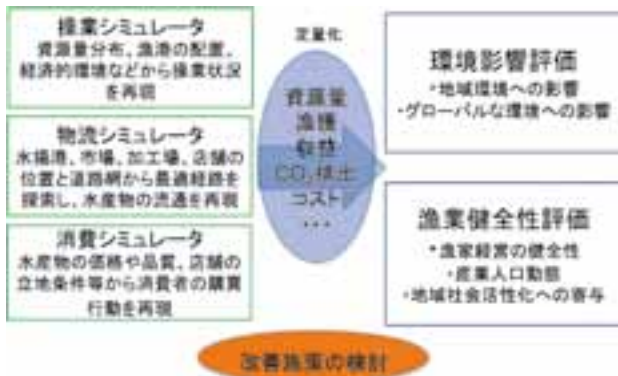 操業シミュレータ
資源量分布、漁港の配置、
経済的環境などから操業状況
を再現
物流シミュレータ
水揚港、市場、加工場、店舗の
位置と道路網から最適経路を
探索し、水産物の流通を再現
消費シミュレータ
水産物の価格や品質、店舗の
立地条件等から消費者の購買
行動を再現
定量化
資源量
漁獲
収益
CO2排出
コスト
・・・
環境影響評価
・地域環境への影響
・グローバルな環境への影響
漁業健全性評価
・漁家経営の健全性
・産業人口動態
・地域社会活性化への寄与
改善施策の検討